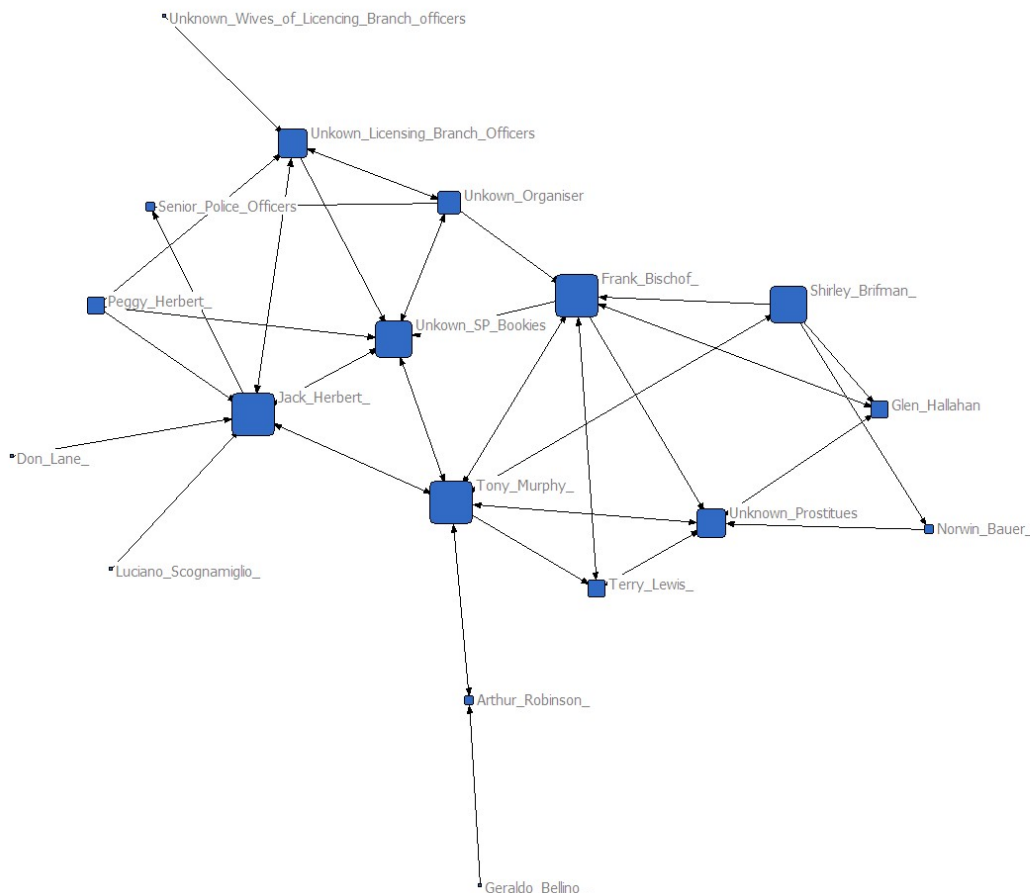 Unknown_Wives_of_Licencing_Branch_officers
Unkown_Licensing_Branch_Officers
Unkown_Organiser
Senior_Police_Officers
Frank_Bischof_
Shirley_Brifman_
Peggy_Herbert_
Unkown_SP_Bookies
Jack_Herbert_
Glen_Hallahan
Don_Lane_
Tony_Murphy_
Unknown_Prostitues
Norwin_Bauer_
Luciano_Scognamiglio_
Terry_Lewis_
Arthur_Robinson_
Geraldo_Bellino